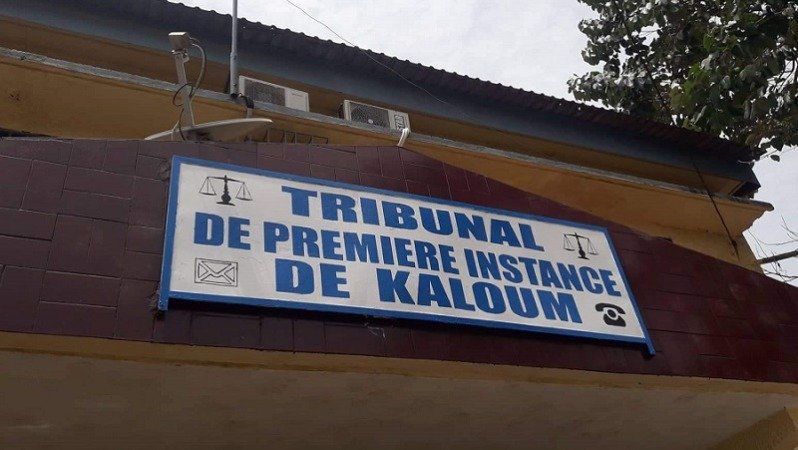 TRIBUNAL
DE PREMIERE INSTANCE
DE KALOUM